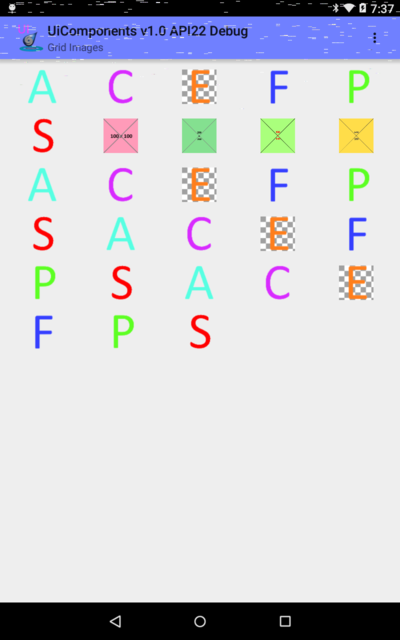 7:37
UiComponents v1.0 API22 Debug
Grid Images
A C E F P
S 100×100
A C E F P
S A C E F
P S A C E
F P S